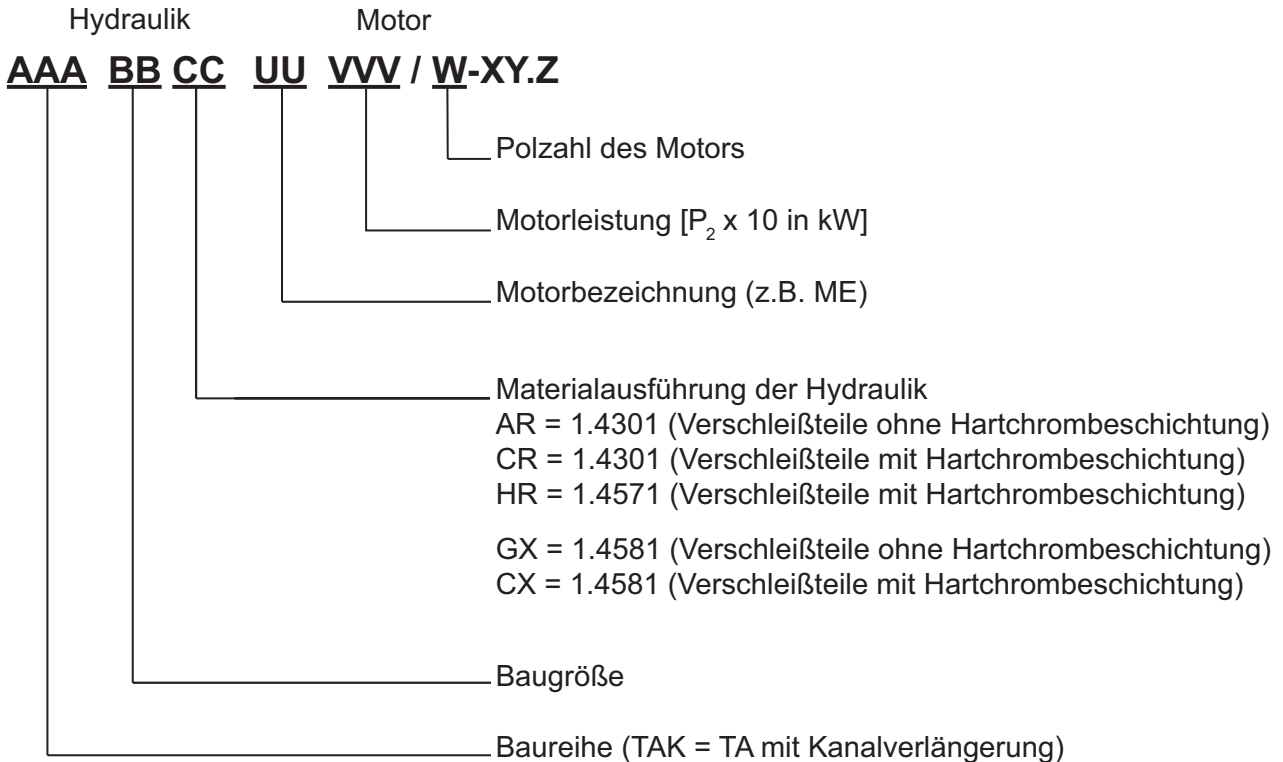 Hydraulik Motor
AAA BB CC UU VVV / W-XY.Z
Polzahl des Motors
Motorleistung [P₂ x 10 in kW]
Motorbezeichnung (z.B. ME)
Materialausführung der Hydraulik
AR = 1.4301 (Verschleißteile ohne Hartchrombeschichtung)
CR = 1.4301 (Verschleißteile mit Hartchrombeschichtung)
HR = 1.4571 (Verschleißteile mit Hartchrombeschichtung)
GX = 1.4581 (Verschleißteile ohne Hartchrombeschichtung)
CX = 1.4581 (Verschleißteile mit Hartchrombeschichtung)
Baugröße
Baureihe (TAK = TA mit Kanalverlängerung)